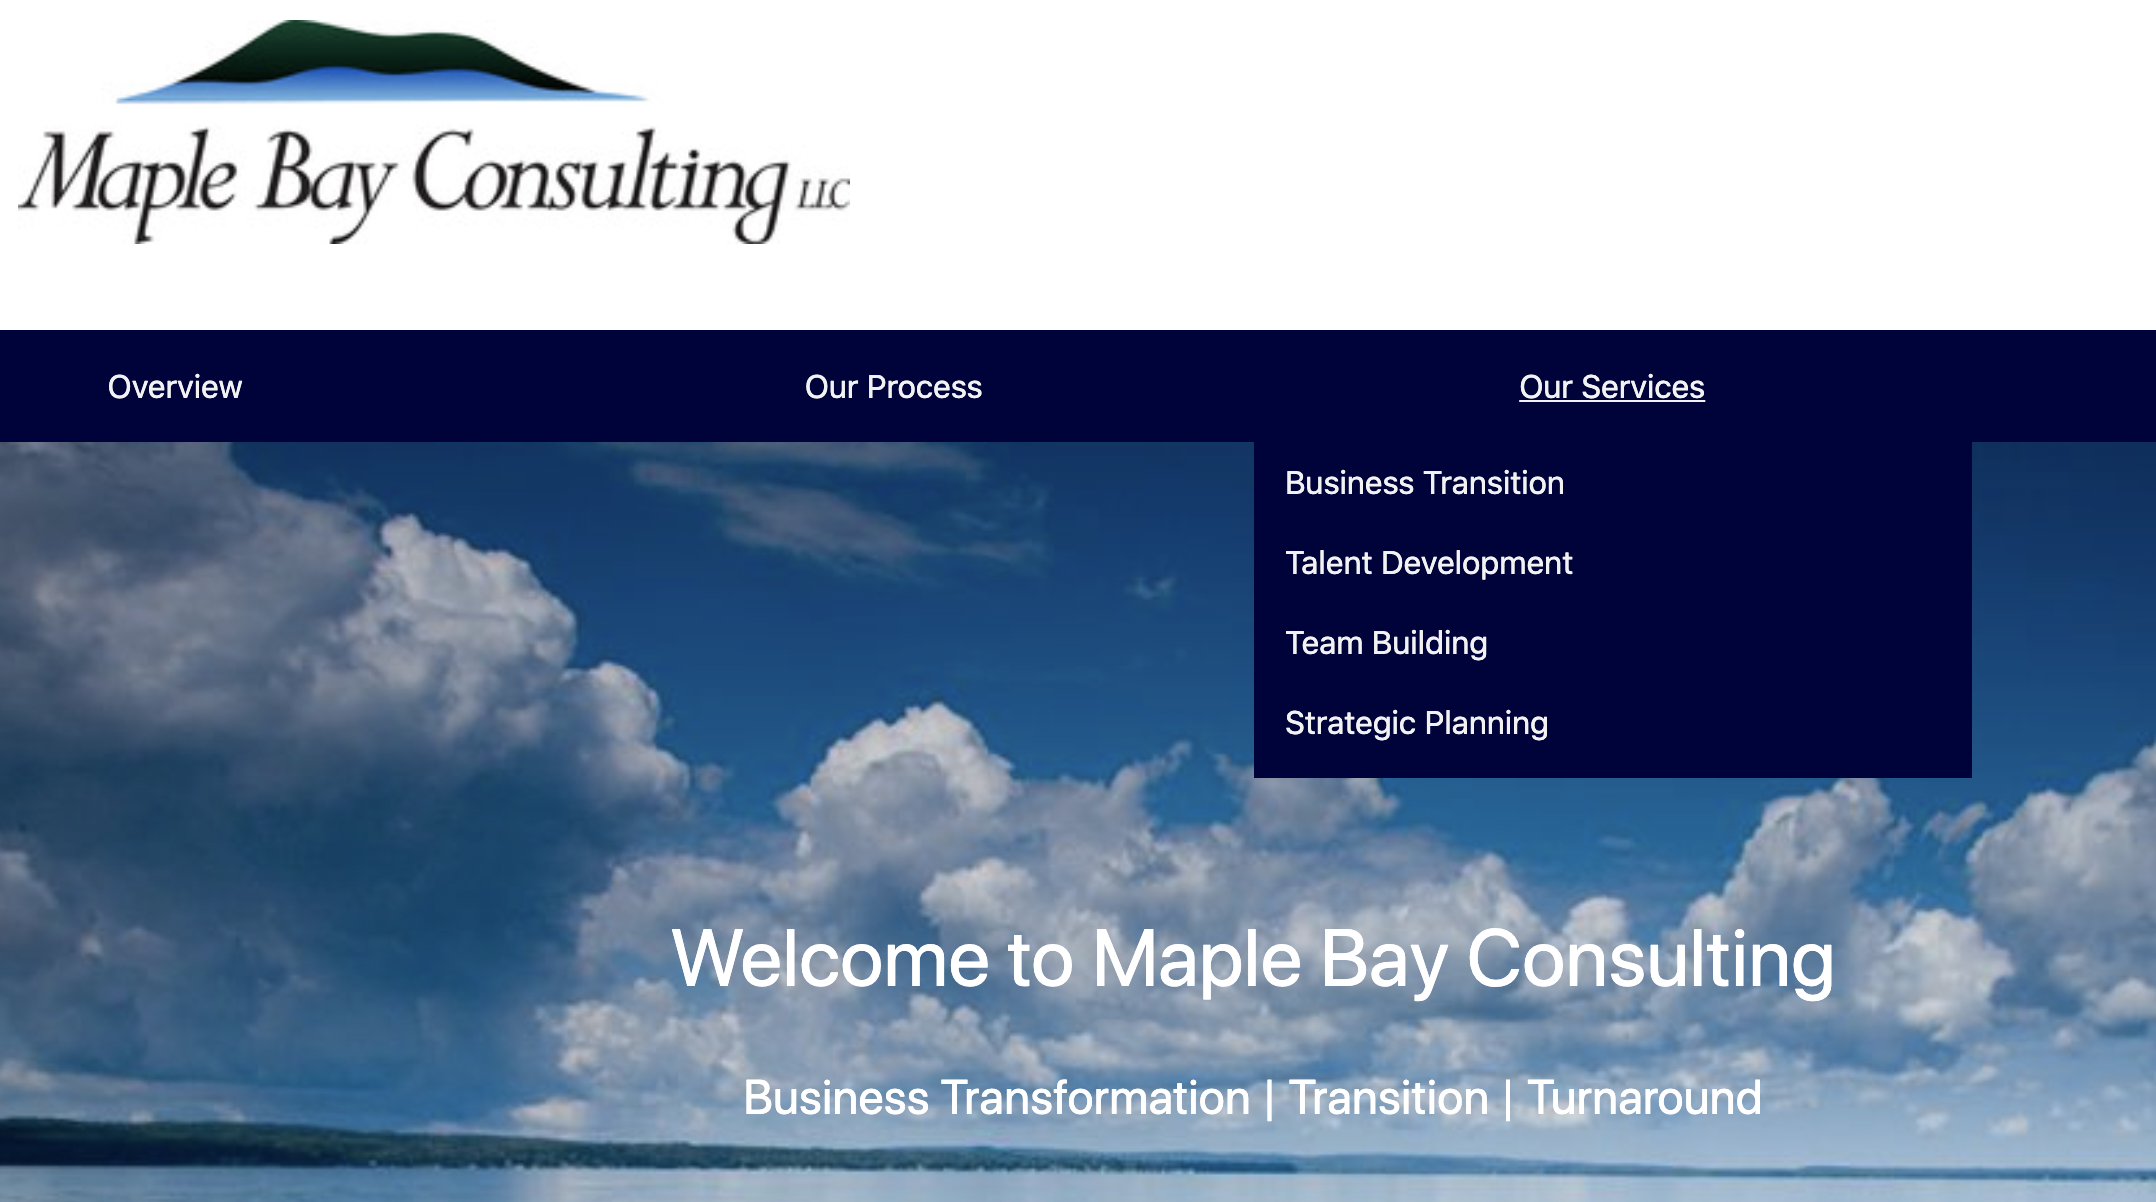 Maple Bay Consulting LLC
Overview Our Process Our Services
Business Transition
Talent Development
Team Building
Strategic Planning
Welcome to Maple Bay Consulting
Business Transformation | Transition | Turnaround